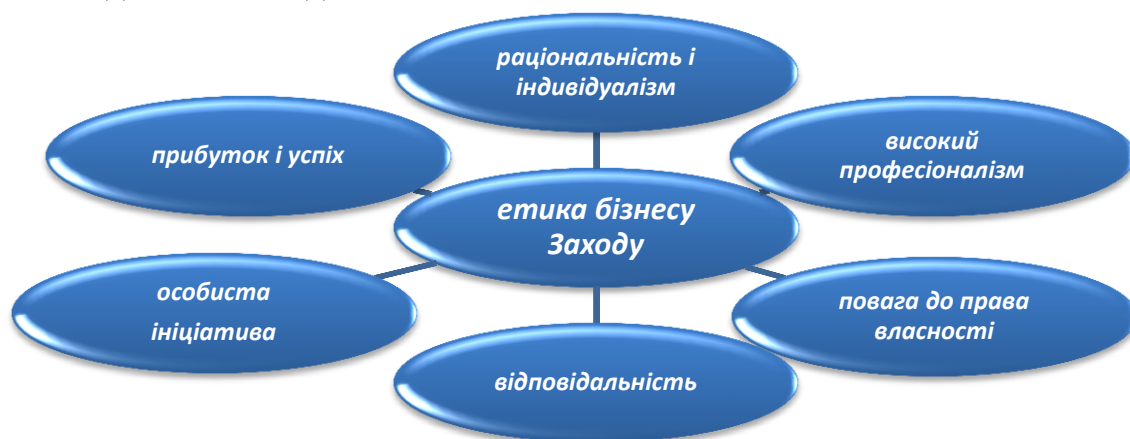 раціональність і
індивідуалізм
прибуток і успіх
високий
професіоналізм
етика бізнесу
Заходу
особиста
ініціатива
повага до права
власності
відповідальність